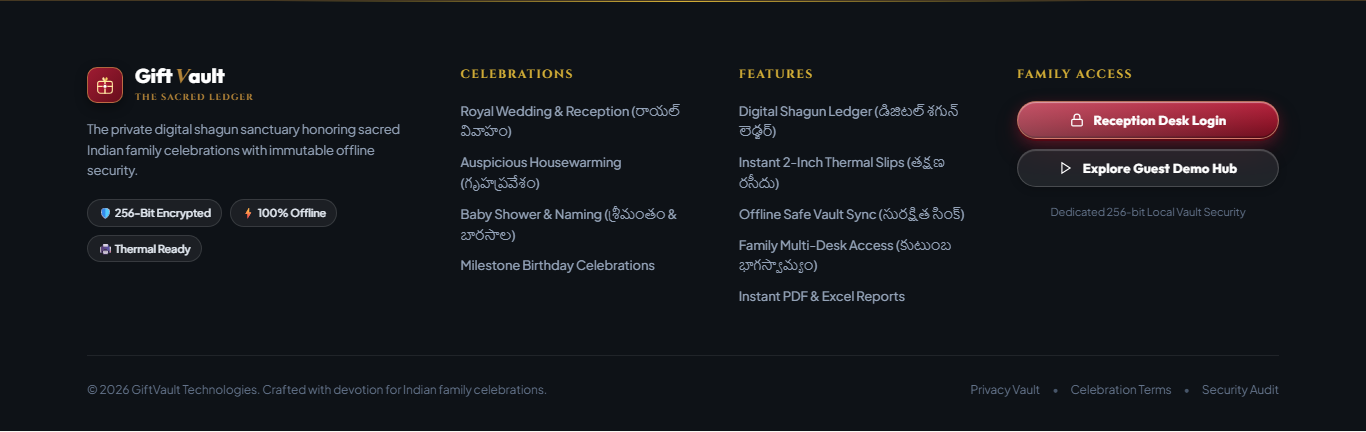 Gift Vault
THE SACRED LEDGER
The private digital shagun sanctuary honoring sacred
Indian family celebrations with immutable offline
security.
256-Bit Encrypted
100% Offline
Thermal Ready
CELEBRATIONS
Royal Wedding & Reception (రాయల్
వివాహం)
Auspicious Housewarming
(గృహప్రవేశం)
Baby Shower & Naming (శ్రీమంతం &
బారసాల)
Milestone Birthday Celebrations
FEATURES
Digital Shagun Ledger (డిజిటల్ శగున్
లెడ్జర్)
Instant 2-Inch Thermal Slips (తక్షణ
రసీదు)
Offline Safe Vault Sync (సురక్షిత సింక్)
Family Multi-Desk Access (కుటుంబ
భాగస్వామ్యం)
Instant PDF & Excel Reports
FAMILY ACCESS
Reception Desk Login
Explore Guest Demo Hub
Dedicated 256-bit Local Vault Security
© 2026 GiftVault Technologies. Crafted with devotion for Indian family celebrations.
Privacy Vault • Celebration Terms • Security Audit